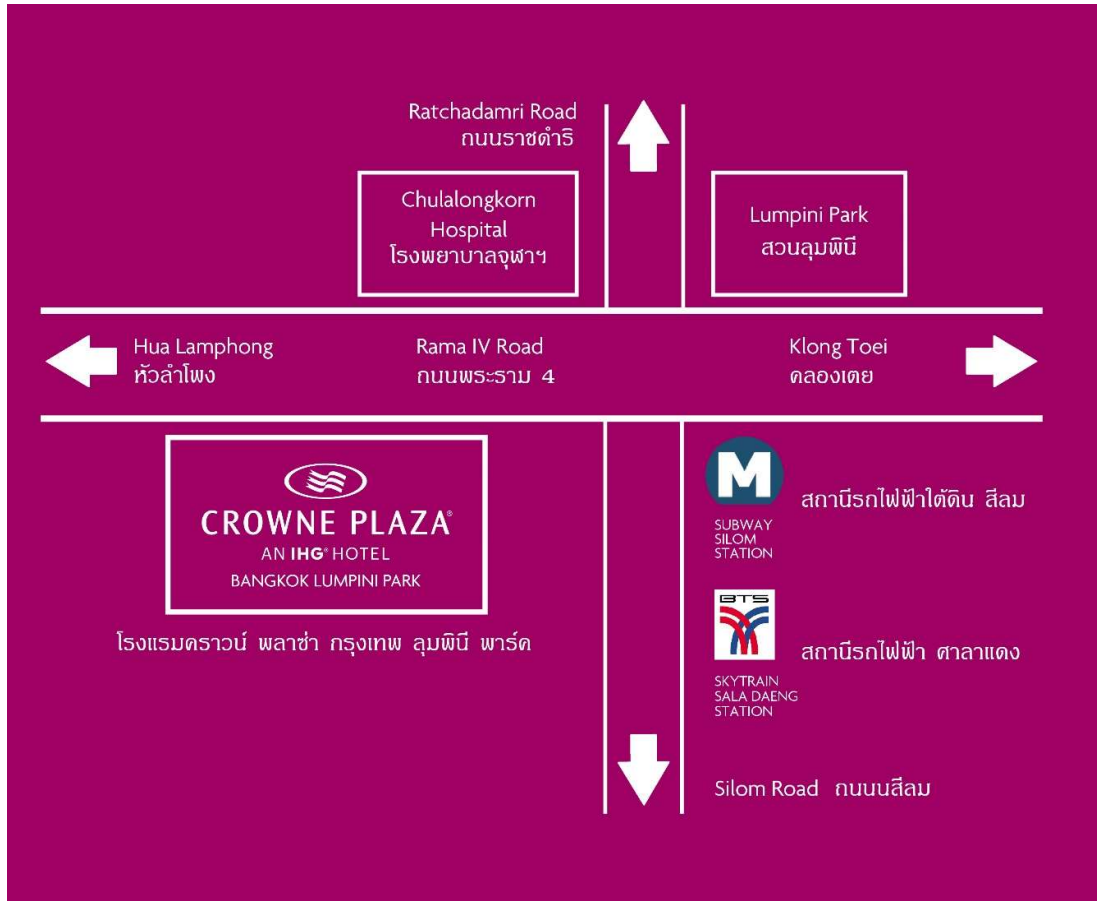 Ratchadamri Road
ถนนราชดำริ
Chulalongkorn
Hospital
โรงพยาบาลจุฬาฯ
Lumpini Park
สวนลุมพินี
Hua Lamphong
หัวลำโพง
Rama IV Road
ถนนพระราม 4
Klong Toei
คลองเตย
CROWNE PLAZA®
AN IHG® HOTEL
BANGKOK LUMPINI PARK
โรงแรมคราวน์ พลาซ่า กรุงเทพ ลุมพินี พาร์ค
M
สถานีรถไฟฟ้าใต้ดิน สีลม
SUBWAY
SILOM
STATION
BTS
สถานีรถไฟฟ้า ศาลาแดง
SKYTRAIN
SALA DAENG
STATION
Silom Road ถนนสีลม